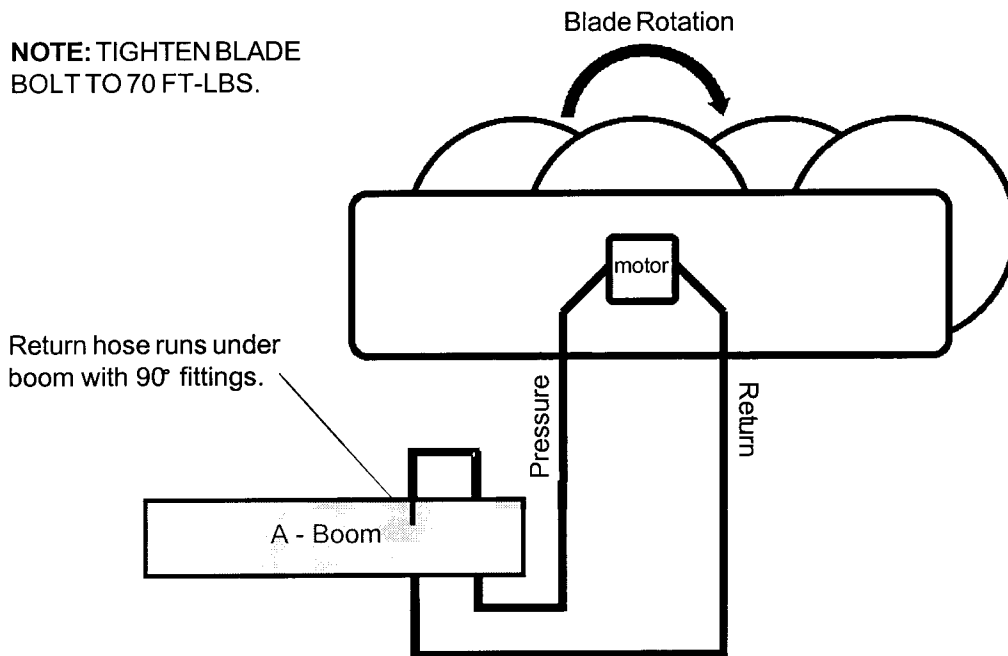 Blade Rotation
NOTE: TIGHTEN BLADE
BOLT TO 70 FT-LBS.
motor
Return hose runs under
boom with 90° fittings.
Pressure
Return
A - Boom